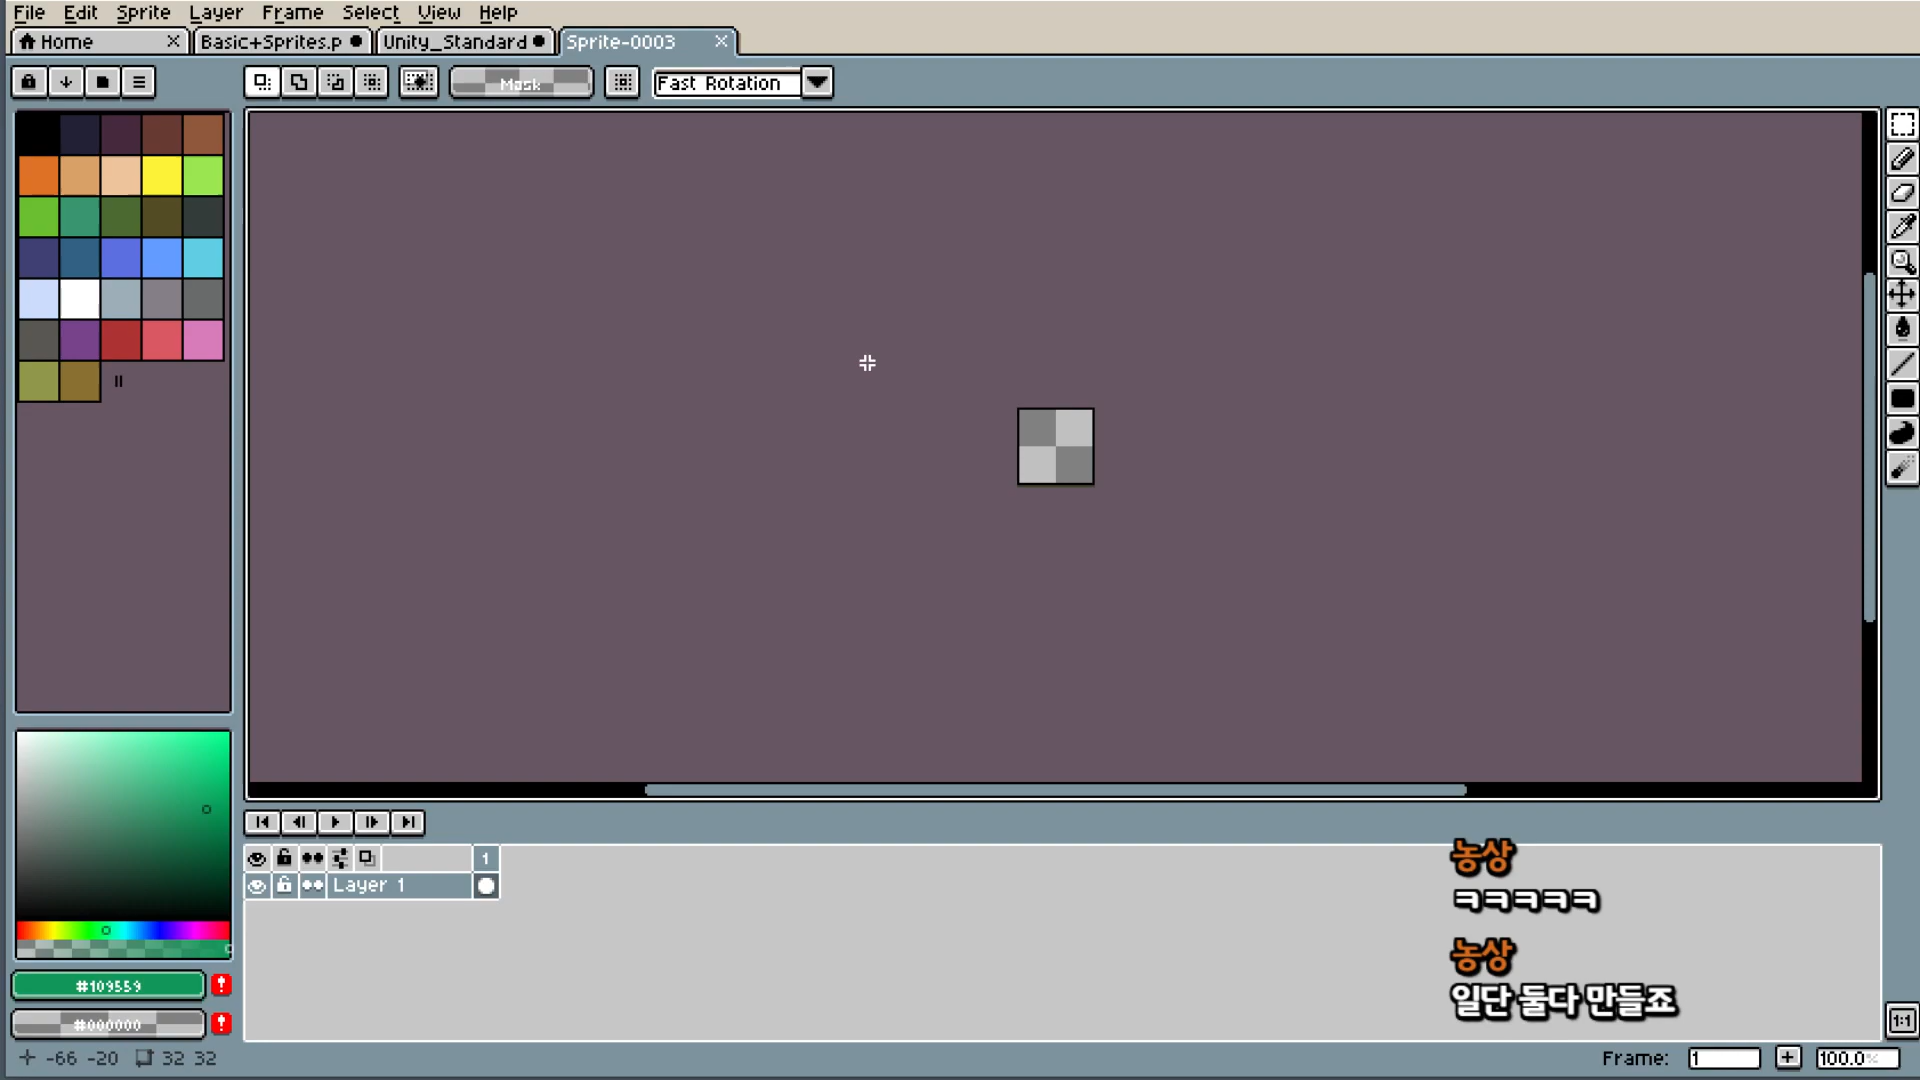 File Edit Sprite Layer Frame Select View Help
Home Basic+Sprites.p Unity_Standard Sprite-0003
Mask Fast Rotation
1
Layer 1
농상
ㅋㅋㅋㅋㅋ
농상
일단 둘다 만들죠
#109559
#000000
-66 -20 32 32
1:1
Frame: 1 100.0%